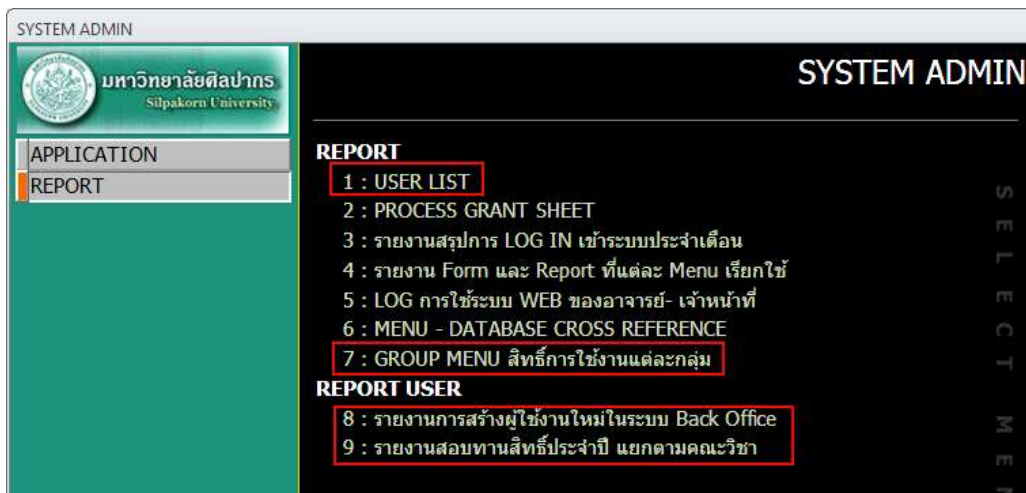 SYSTEM ADMIN
มหาวิทยาลัยศิลปากร
Silpakorn University
SYSTEM ADMIN
APPLICATION
REPORT
REPORT
1 : USER LIST
2 : PROCESS GRANT SHEET
3 : รายงานสรุปการ LOG IN เข้าระบบประจำเดือน
4 : รายงาน Form และ Report ที่แต่ละ Menu เรียกใช้
5 : LOG การใช้ระบบ WEB ของอาจารย์- เจ้าหน้าที่
6 : MENU - DATABASE CROSS REFERENCE
7 : GROUP MENU สิทธิ์การใช้งานแต่ละกลุ่ม
REPORT USER
8 : รายงานการสร้างผู้ใช้งานใหม่ในระบบ Back Office
9 : รายงานสอบทานสิทธิ์ประจำปี แยกตามคณะวิชา
SELECT ME